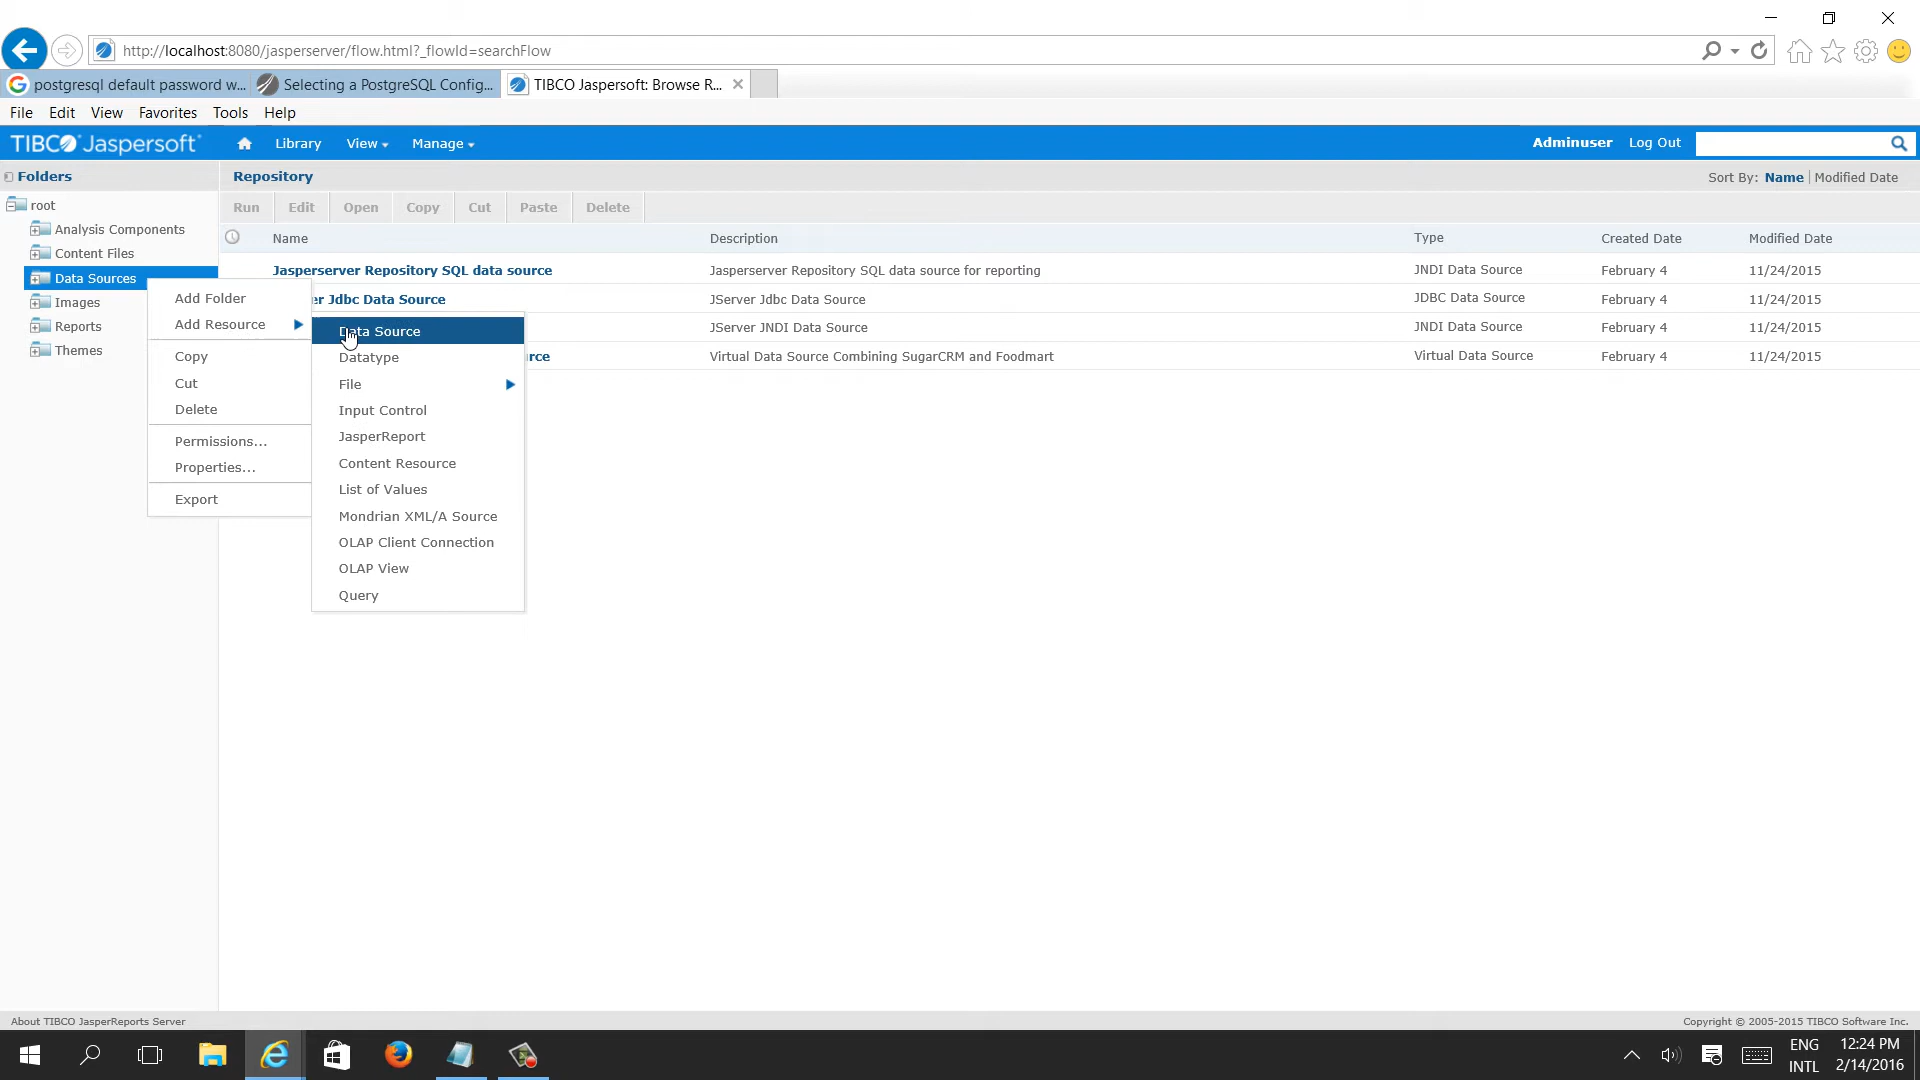 http://localhost:8080/jasperserver/flow.html?_flowId=searchFlow
postgresql default password w... Selecting a PostgreSQL Config... TIBCO Jaspersoft: Browse R...
File Edit View Favorites Tools Help
TIBCO Jaspersoft Library View Manage Adminuser Log Out
Folders Repository Sort By: Name | Modified Date
root Run Edit Open Copy Cut Paste Delete
Analysis Components Name Description Type Created Date Modified Date
Content Files
Jasperserver Repository SQL data source Jasperserver Repository SQL data source for reporting JNDI Data Source February 4 11/24/2015
Data Sources
er Jdbc Data Source JServer Jdbc Data Source JDBC Data Source February 4 11/24/2015
Images
JServer JNDI Data Source JNDI Data Source February 4 11/24/2015
Reports
rce Virtual Data Source Combining SugarCRM and Foodmart Virtual Data Source February 4 11/24/2015
Themes
Add Folder
Add Resource
Copy
Cut
Delete
Permissions...
Properties...
Export
Data Source
Datatype
File
Input Control
JasperReport
Content Resource
List of Values
Mondrian XML/A Source
OLAP Client Connection
OLAP View
Query
About TIBCO JasperReports Server Copyright © 2005-2015 TIBCO Software Inc.
ENG 12:24 PM
INTL 2/14/2016